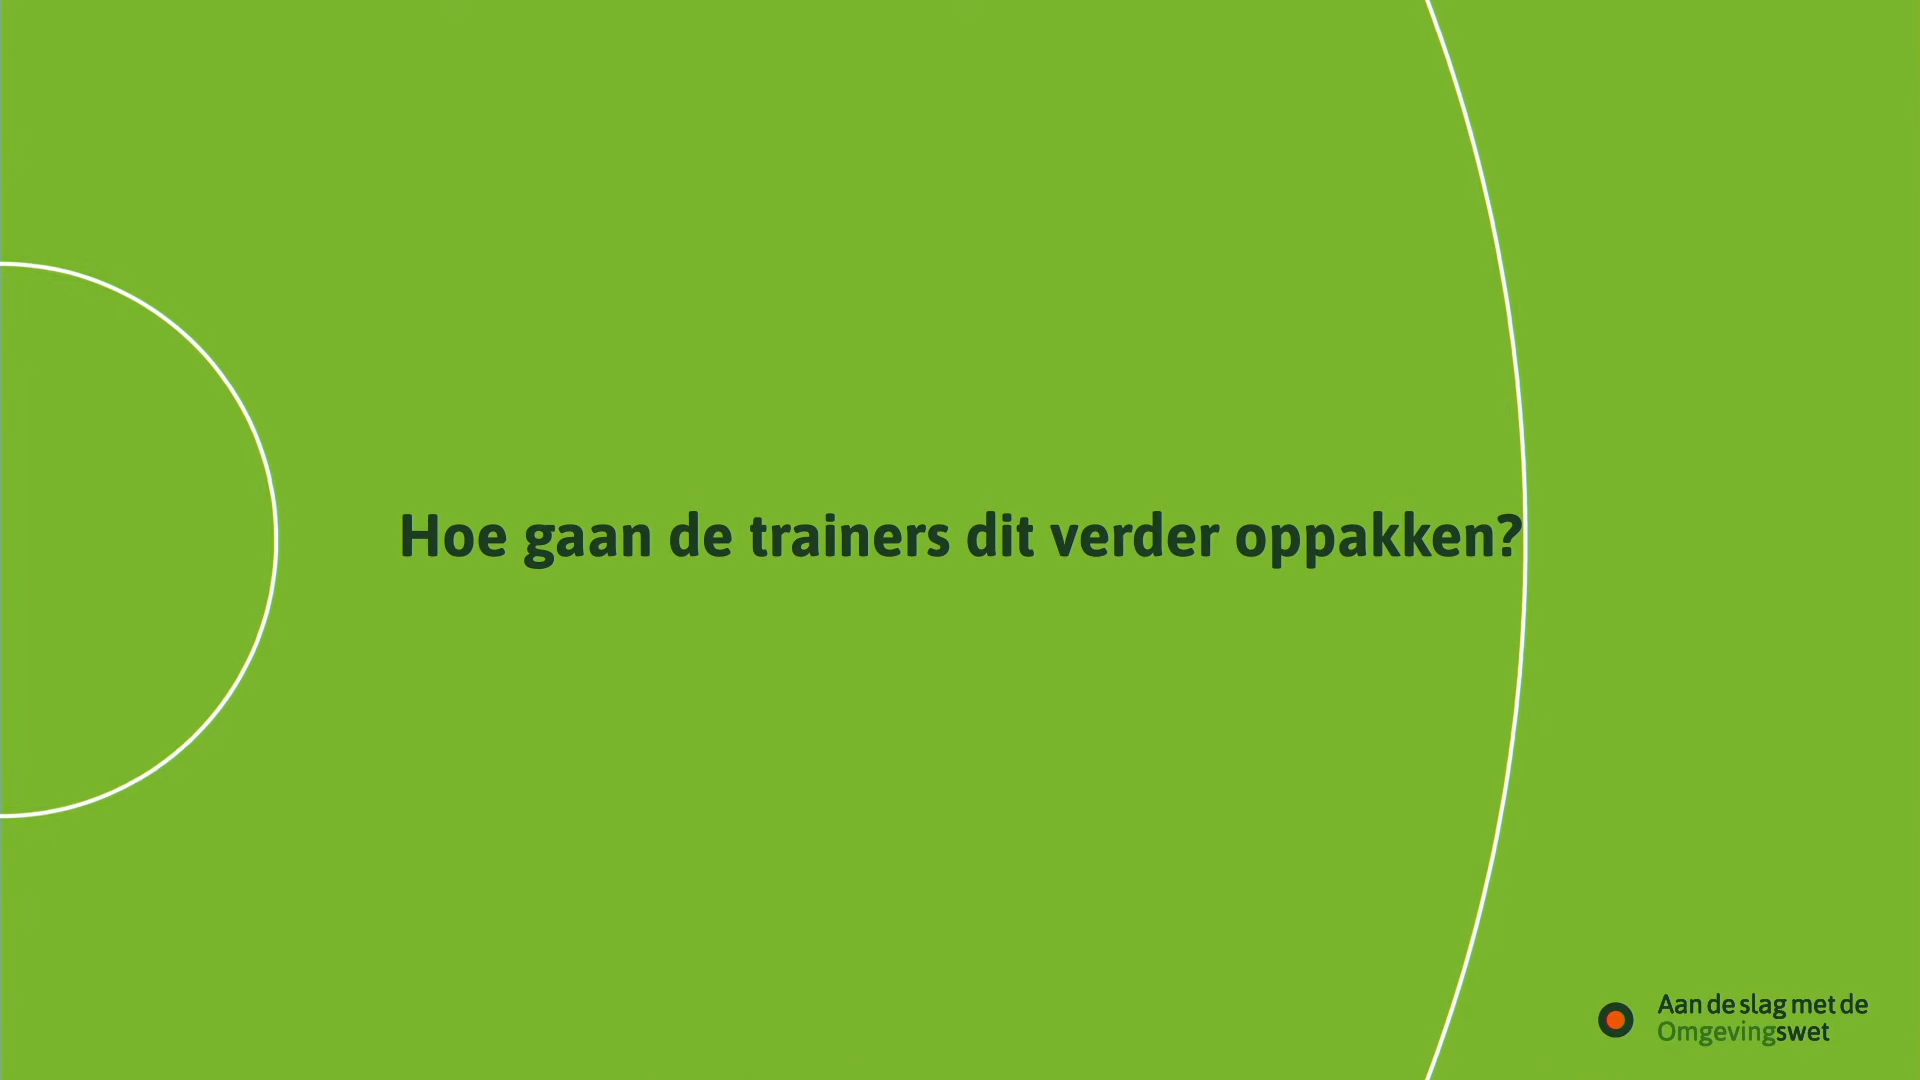 Hoe gaan de trainers dit verder oppakken?
Aan de slag met de
Omgevingswet